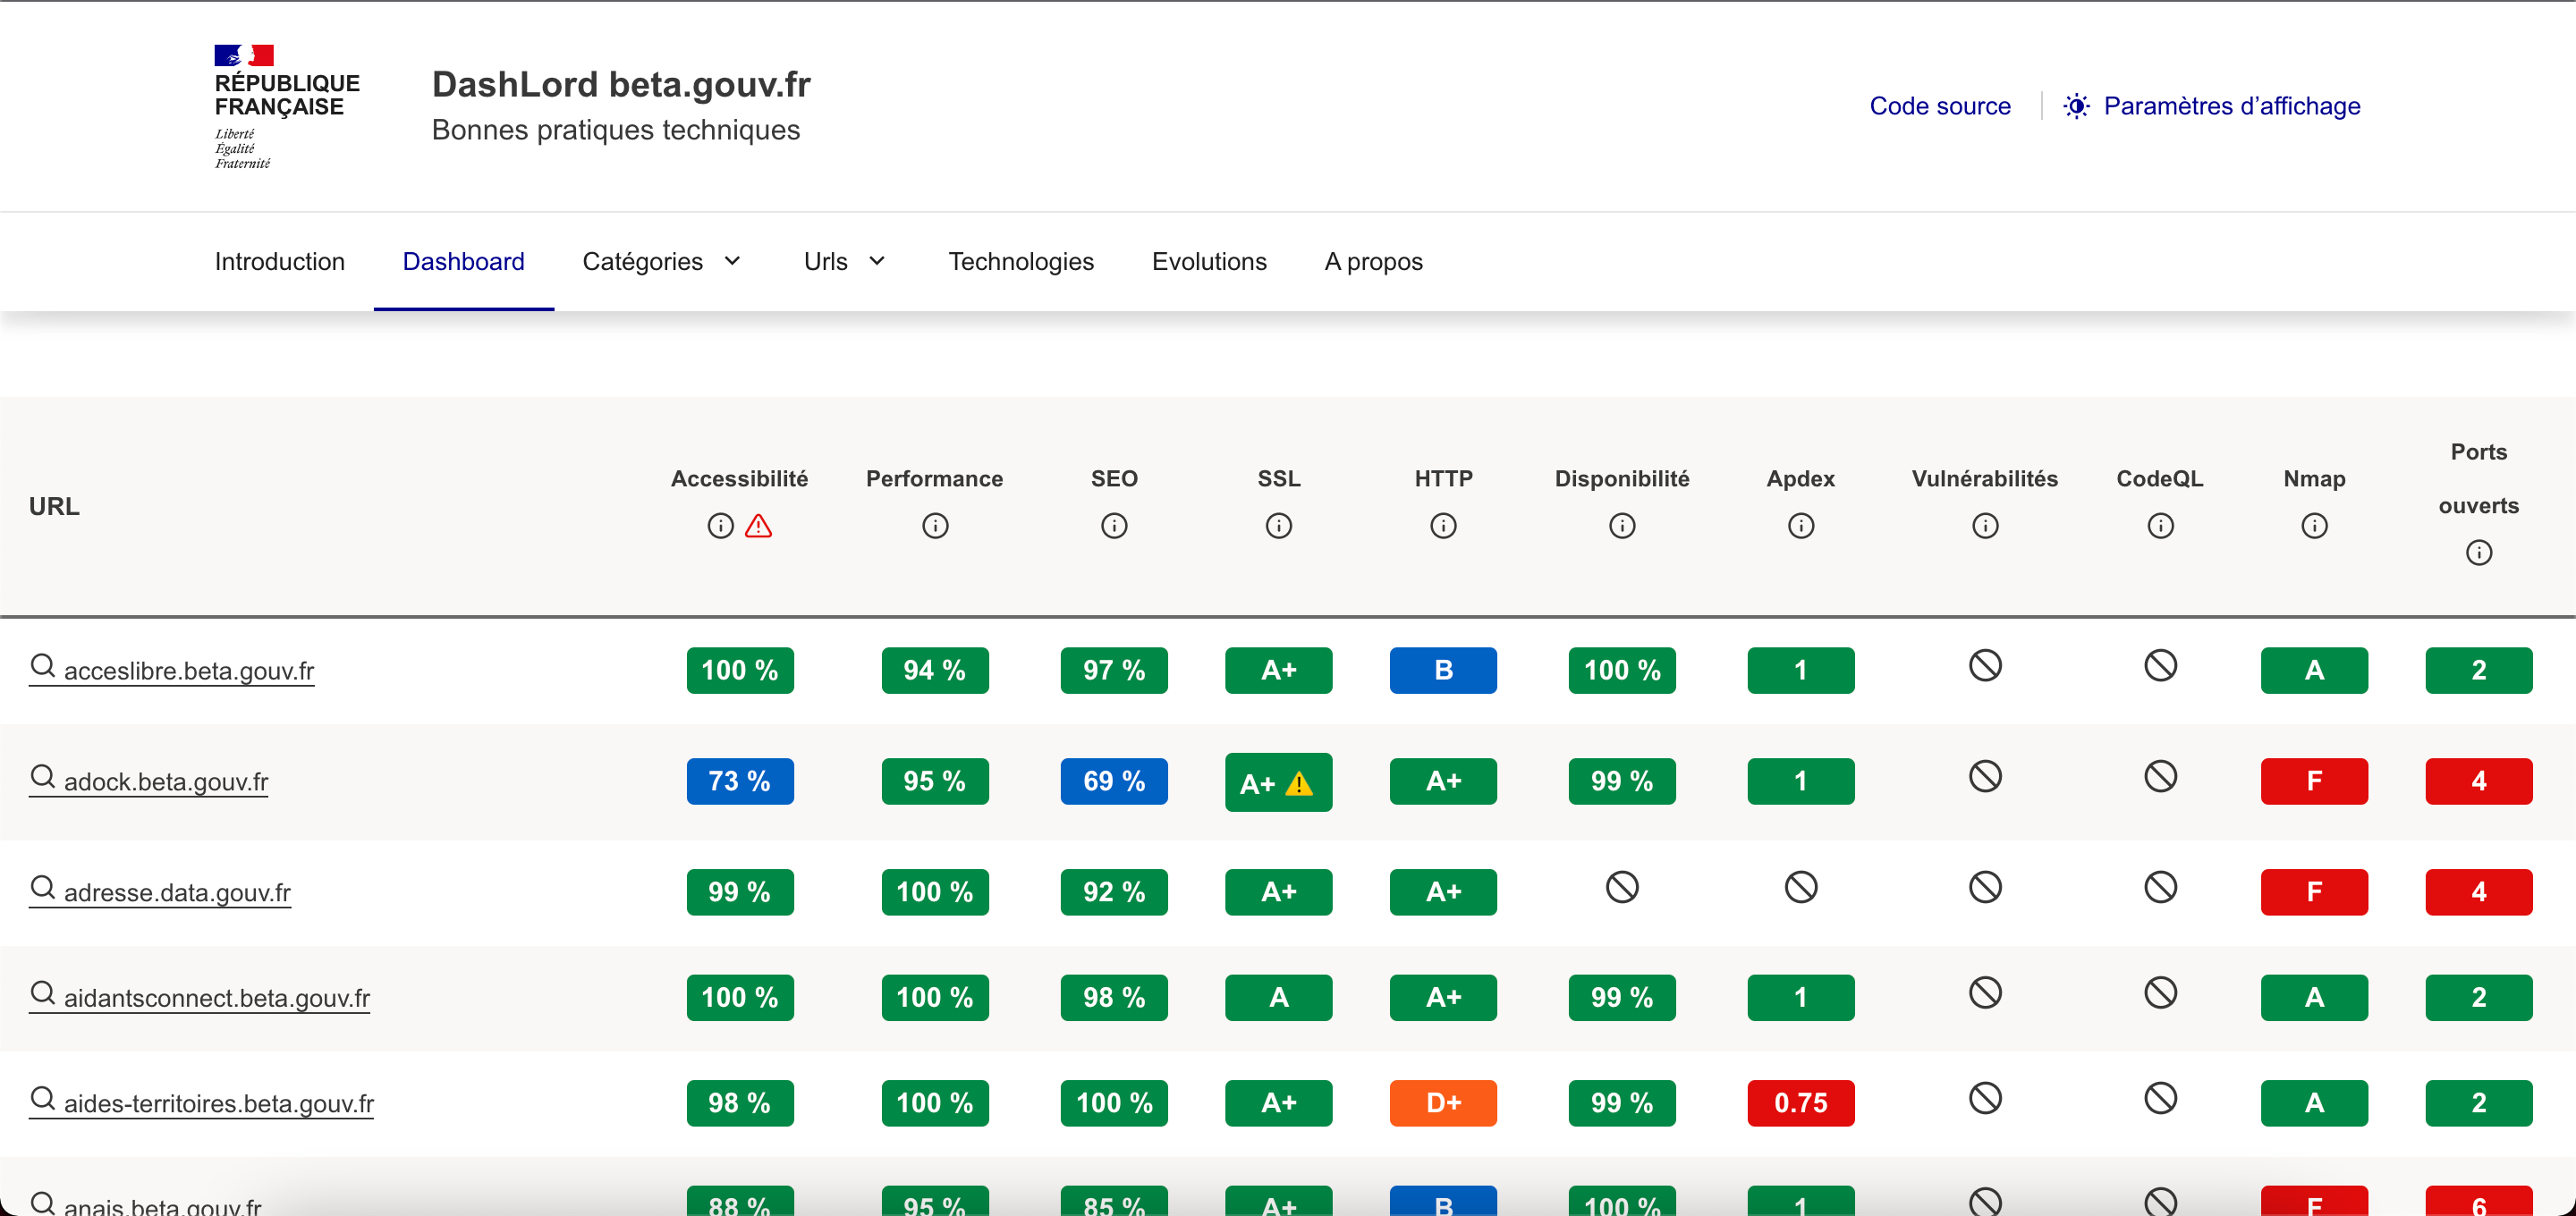 RÉPUBLIQUE
FRANÇAISE
Liberté
Égalité
Fraternité
DashLord beta.gouv.fr
Bonnes pratiques techniques
Code source
Paramètres d’affichage
Introduction Dashboard Catégories Urls Technologies Evolutions A propos
URL Accessibilité Performance SEO SSL HTTP Disponibilité Apdex Vulnérabilités CodeQL Nmap Ports ouverts
acceslibre.beta.gouv.fr 100 % 94 % 97 % A+ B 100 % 1 A 2
adock.beta.gouv.fr 73 % 95 % 69 % A+ A+ 99 % 1 F 4
adresse.data.gouv.fr 99 % 100 % 92 % A+ A+ F 4
aidantsconnect.beta.gouv.fr 100 % 100 % 98 % A A+ 99 % 1 A 2
aides-territoires.beta.gouv.fr 98 % 100 % 100 % A+ D+ 99 % 0.75 A 2
anais.beta.gouv.fr 88 % 95 % 85 % A+ B 100 % 1 F 6